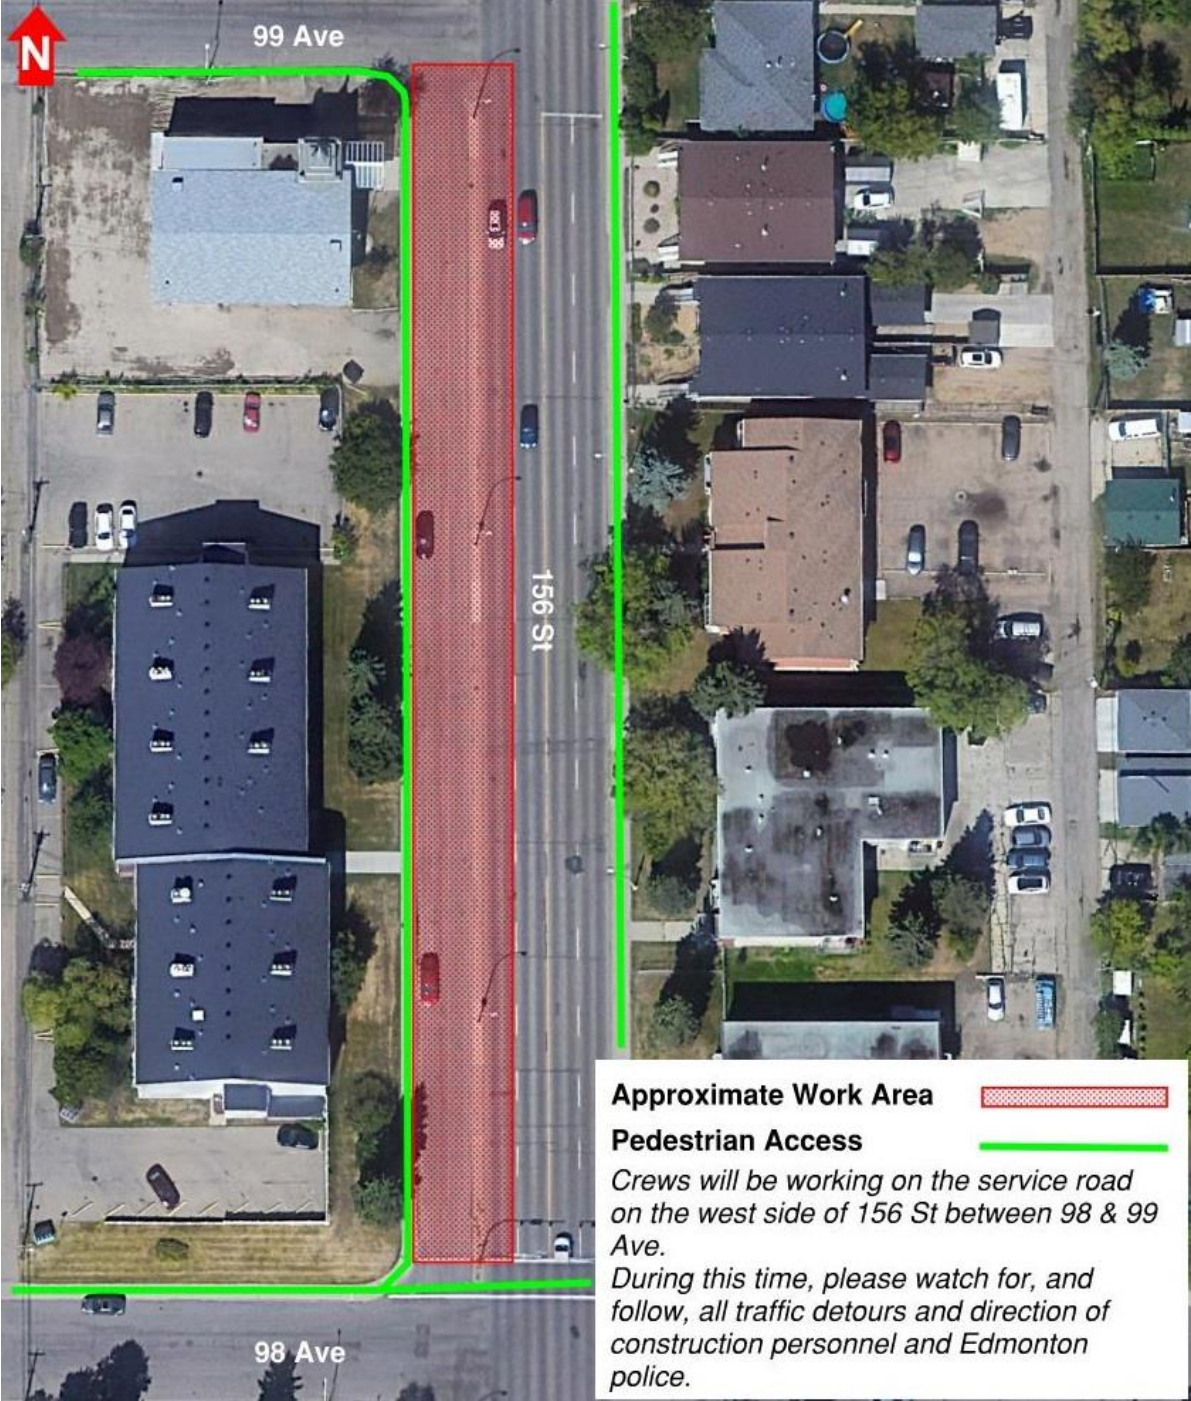 N
99 Ave
156 St
98 Ave
Approximate Work Area
Pedestrian Access
Crews will be working on the service road
on the west side of 156 St between 98 & 99
Ave.
During this time, please watch for, and
follow, all traffic detours and direction of
construction personnel and Edmonton
police.